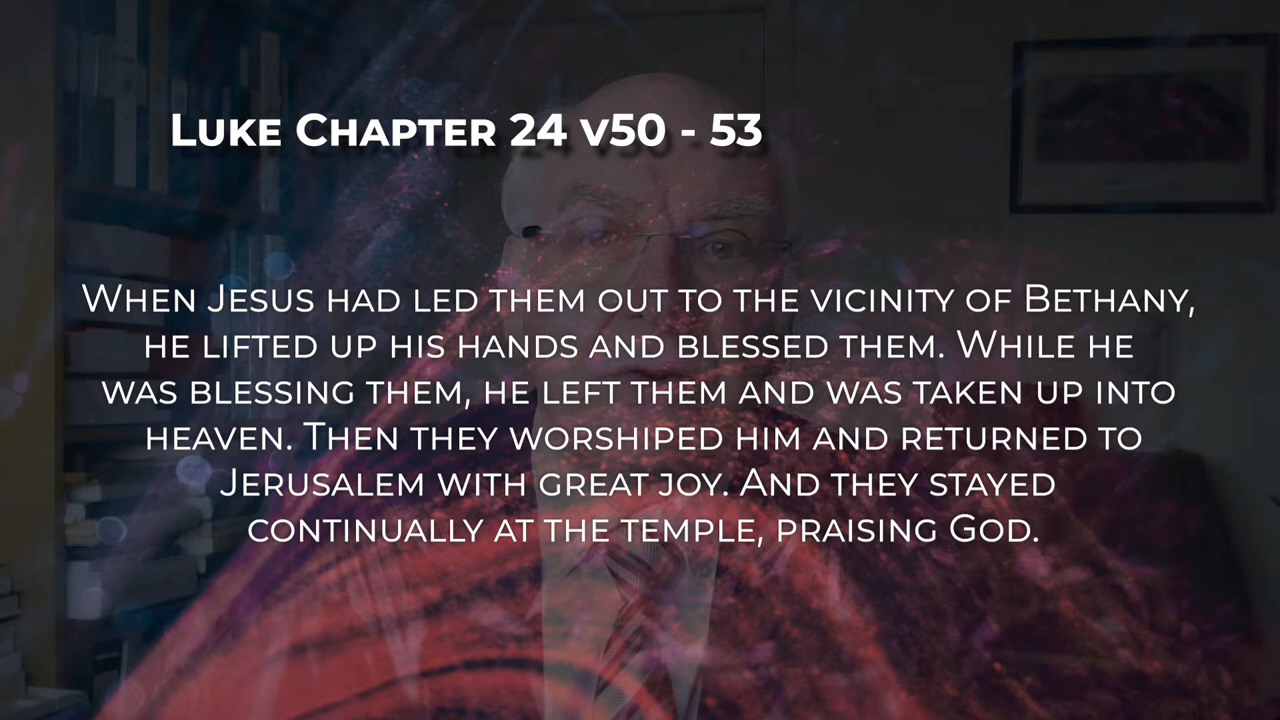 Luke Chapter 24 v50 - 53
When Jesus had led them out to the vicinity of Bethany,
he lifted up his hands and blessed them. While he
was blessing them, he left them and was taken up into
heaven. Then they worshiped him and returned to
Jerusalem with great joy. And they stayed
continually at the temple, praising God.